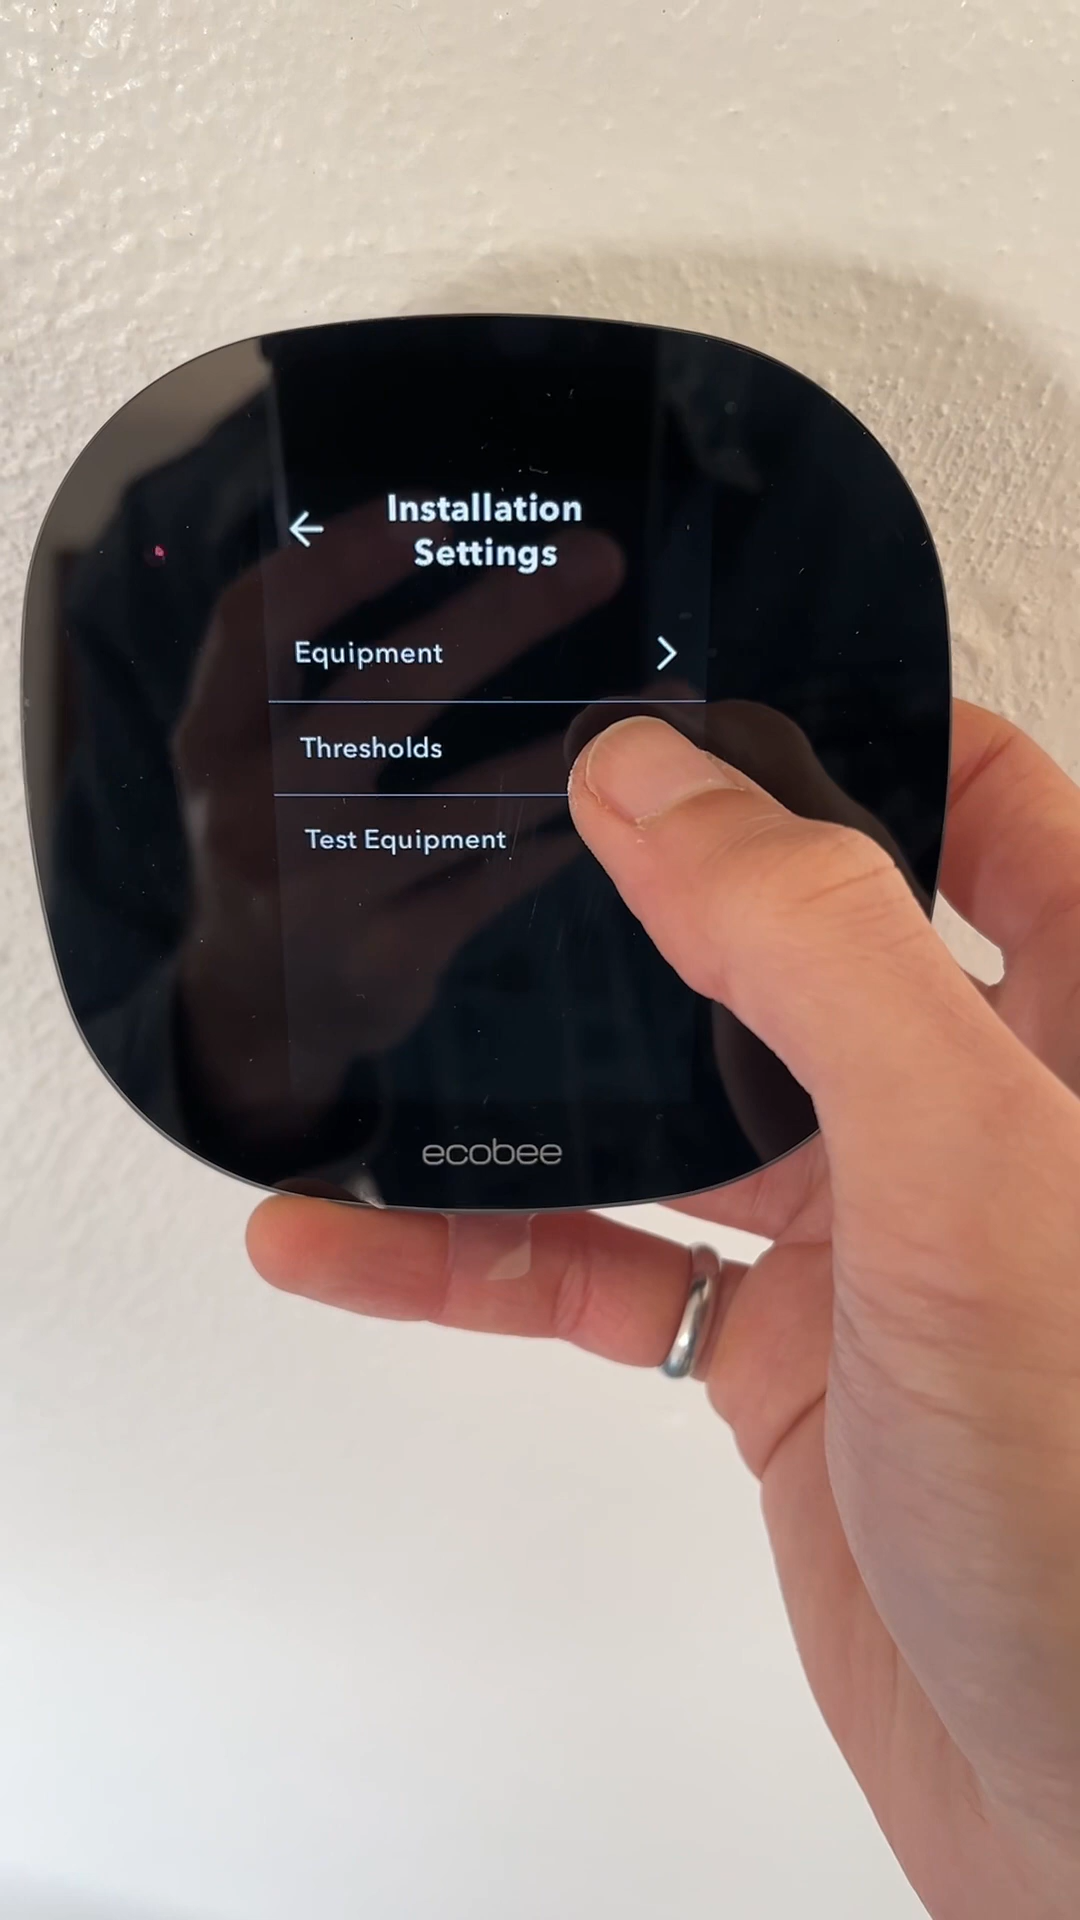 Installation
Settings
Equipment
Thresholds
Test Equipment
ecobee